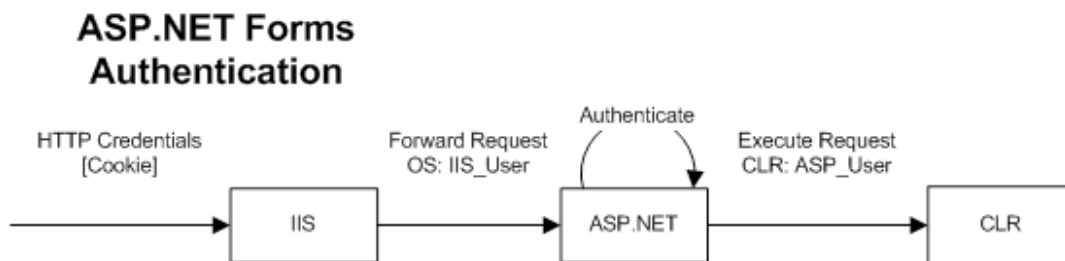 ASP.NET Forms
Authentication
Authenticate
HTTP Credentials
[Cookie]
Forward Request
OS: IIS_User
Execute Request
CLR: ASP_User
IIS
ASP.NET
CLR